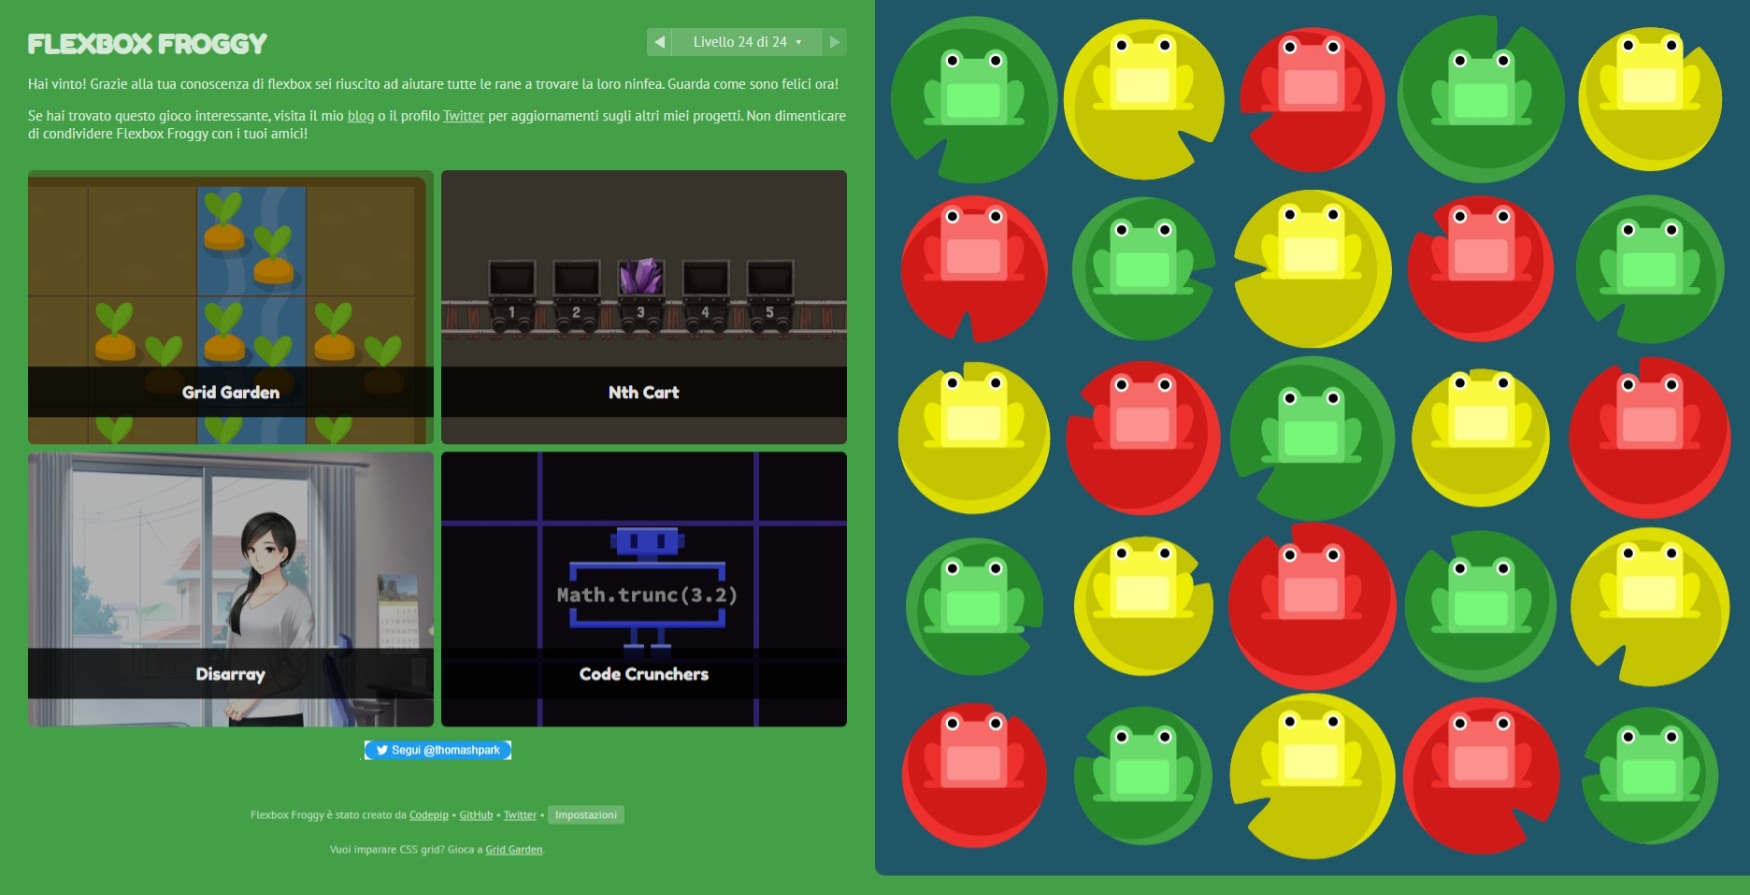 FLEXBOX FROGGY
Livello 24 di 24
Hai vinto! Grazie alla tua conoscenza di flexbox sei riuscito ad aiutare tutte le rane a trovare la loro ninfea. Guarda come sono felici ora!
Se hai trovato questo gioco interessante, visita il mio blog o il profilo Twitter per aggiornamenti sugli altri miei progetti. Non dimenticare
di condividere Flexbox Froggy con i tuoi amici!
1 2 3 4 5
Grid Garden
Nth Cart
Math.trunc(3.2)
Disarray
Code Crunchers
Segui @thomashpark
Flexbox Froggy è stato creato da Codepip • GitHub • Twitter • Impostazioni
Vuoi imparare CSS grid? Gioca a Grid Garden.